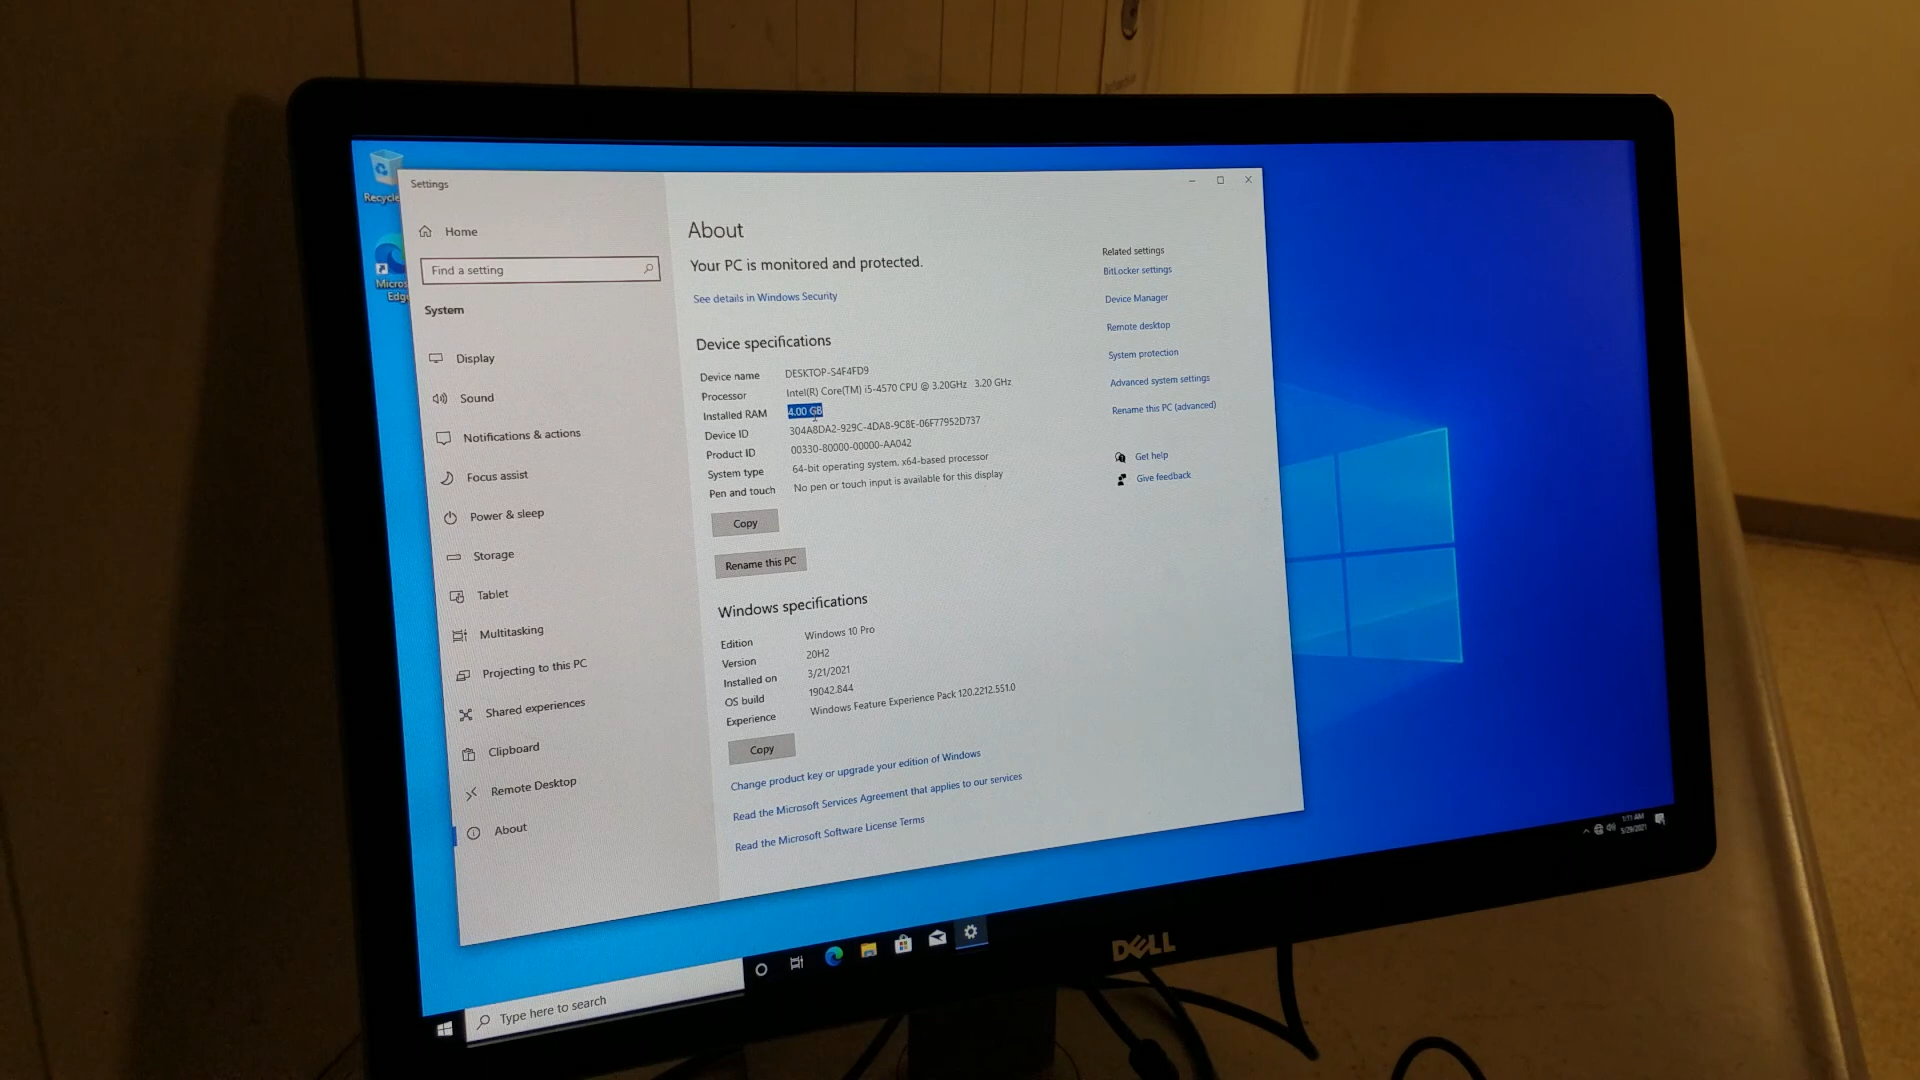 Recycle
Micros
Edge
Settings
Home
Find a setting
System
Display
Sound
Notifications & actions
Focus assist
Power & sleep
Storage
Tablet
Multitasking
Projecting to this PC
Shared experiences
Clipboard
Remote Desktop
About
About
Your PC is monitored and protected.
See details in Windows Security
Device specifications
Device name DESKTOP-S4F4FD9
Processor Intel(R) Core(TM) i5-4570 CPU @ 3.20GHz 3.20 GHz
Installed RAM 4.00 GB
Device ID 304A8DA2-929C-4DA8-9C8E-06F77952D737
Product ID 00330-80000-00000-AA042
System type 64-bit operating system, x64-based processor
Pen and touch No pen or touch input is available for this display
Copy
Rename this PC
Windows specifications
Edition Windows 10 Pro
Version 20H2
Installed on 3/21/2021
OS build 19042.844
Experience Windows Feature Experience Pack 120.2212.551.0
Copy
Change product key or upgrade your edition of Windows
Read the Microsoft Services Agreement that applies to our services
Read the Microsoft Software License Terms
Related settings
BitLocker settings
Device Manager
Remote desktop
System protection
Advanced system settings
Rename this PC (advanced)
Get help
Give feedback
Type here to search
1:11 AM
5/29/2021
DELL